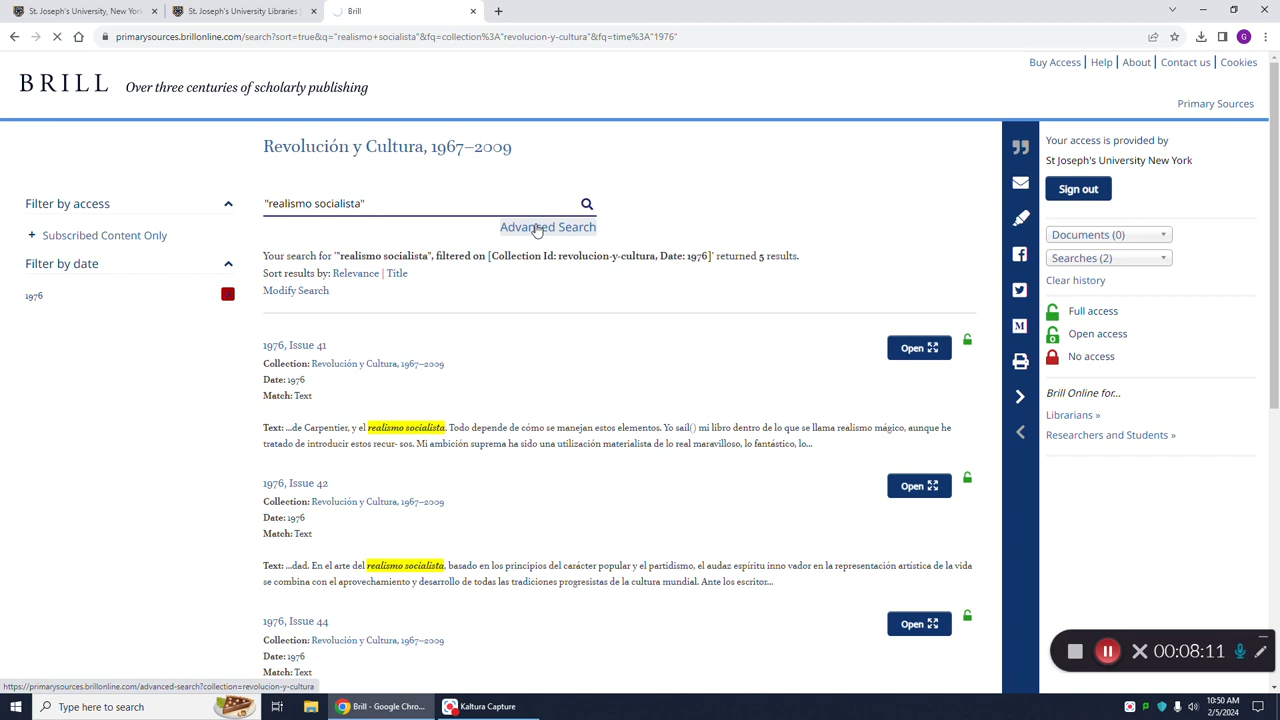 St. Joseph's University, New York
St. Joseph's University Libraries
Brill
primarysources.brillonline.com/search?sort=true&q="realismo+socialista"&fq=collection%3A"revolucion-y-cultura"&fq=time%3A"1976"
G
Buy Access | Help | About | Contact us | Cookies
BRILL Over three centuries of scholarly publishing
Primary Sources
Revolución y Cultura, 1967–2009
Filter by access
+ Subscribed Content Only
Filter by date
1976
"realismo socialista"
Advanced Search
Your search for '"realismo socialista", filtered on [Collection Id: revolucion-y-cultura, Date: 1976]' returned 5 results.
Sort results by: Relevance | Title
Modify Search
1976, Issue 41
Open
Collection: Revolución y Cultura, 1967–2009
Date: 1976
Match: Text
Text: ...de Carpentier, y el realismo socialista. Todo depende de cómo se manejan estos elementos. Yo sail() mi libro dentro de lo que se llama realismo mágico, aunque he
tratado de introducir estos recur- sos. Mi ambición suprema ha sido una utilización materialista de lo real maravilloso, lo fantástico, lo...
1976, Issue 42
Open
Collection: Revolución y Cultura, 1967–2009
Date: 1976
Match: Text
Text: ...dad. En el arte del realismo socialista, basado en los principios del carácter popular y el partidismo, el audaz espíritu inno vador en la representación artística de la vida
se combina con el aprovechamiento y desarrollo de todas las tradiciones progresistas de la cultura mundial. Ante los escritor...
1976, Issue 44
Open
Collection: Revolución y Cultura, 1967–2009
Date: 1976
Match: Text
Your access is provided by
St Joseph's University New York
Sign out
Documents (0)
Searches (2)
Clear history
Full access
Open access
No access
Brill Online for...
Librarians »
Researchers and Students »
M
00:08:11
https://primarysources.brillonline.com/advanced-search?collection=revolucion-y-cultura
Type here to search
Brill - Google Chro...
Kaltura Capture
10:50 AM
2/5/2024